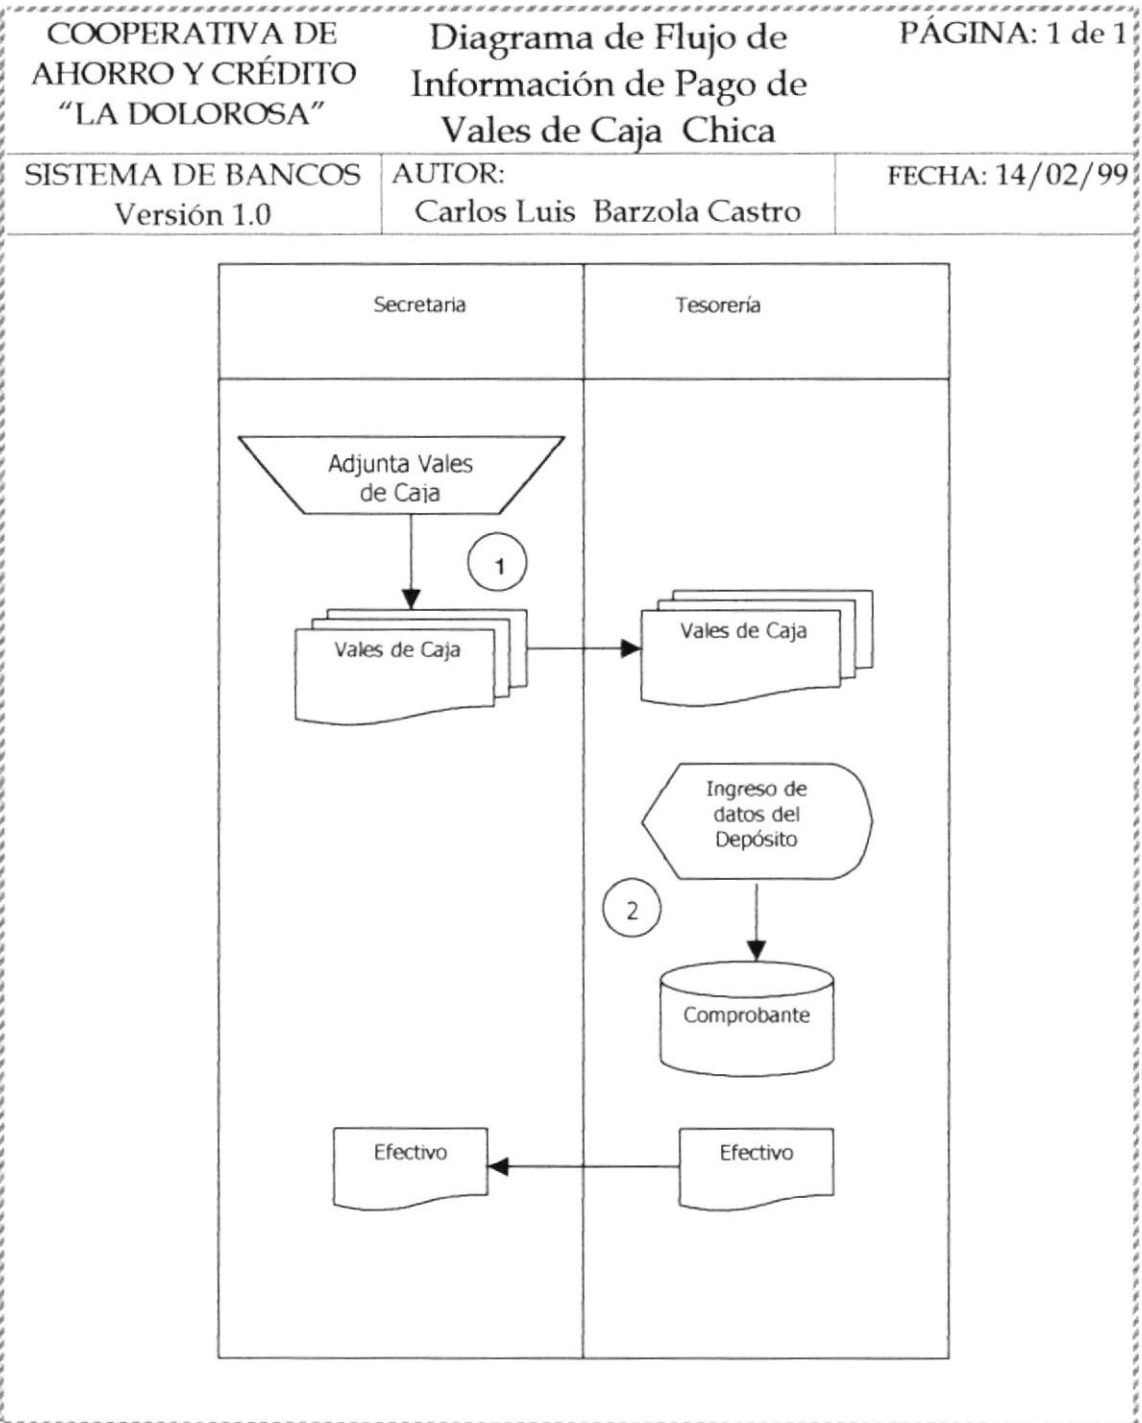 COOPERATIVA DE
AHORRO Y CRÉDITO
“LA DOLOROSA”
Diagrama de Flujo de
Información de Pago de
Vales de Caja Chica
PÁGINA: 1 de 1
SISTEMA DE BANCOS
Versión 1.0
AUTOR:
Carlos Luis Barzola Castro
FECHA: 14/02/99
Secretaria
Tesorería
Adjunta Vales
de Caja
1
Vales de Caja
Vales de Caja
Ingreso de
datos del
Depósito
2
Comprobante
Efectivo
Efectivo